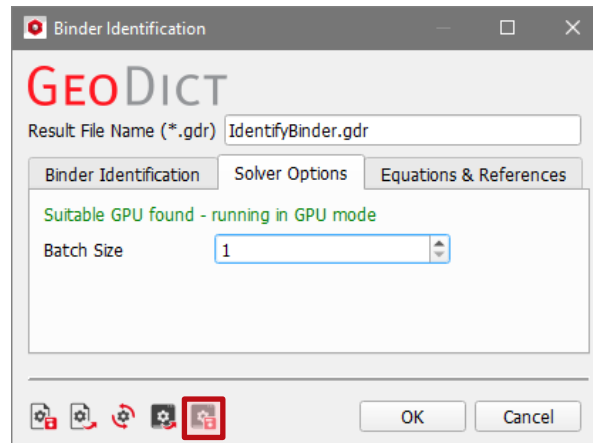 Binder Identification
GEODICT
Result File Name (*.gdr) IdentifyBinder.gdr
Binder Identification Solver Options Equations & References
Suitable GPU found - running in GPU mode
Batch Size 1
OK Cancel